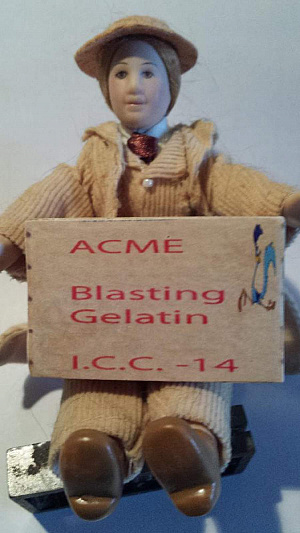 ACME
Blasting
Gelatin
I.C.C. -14